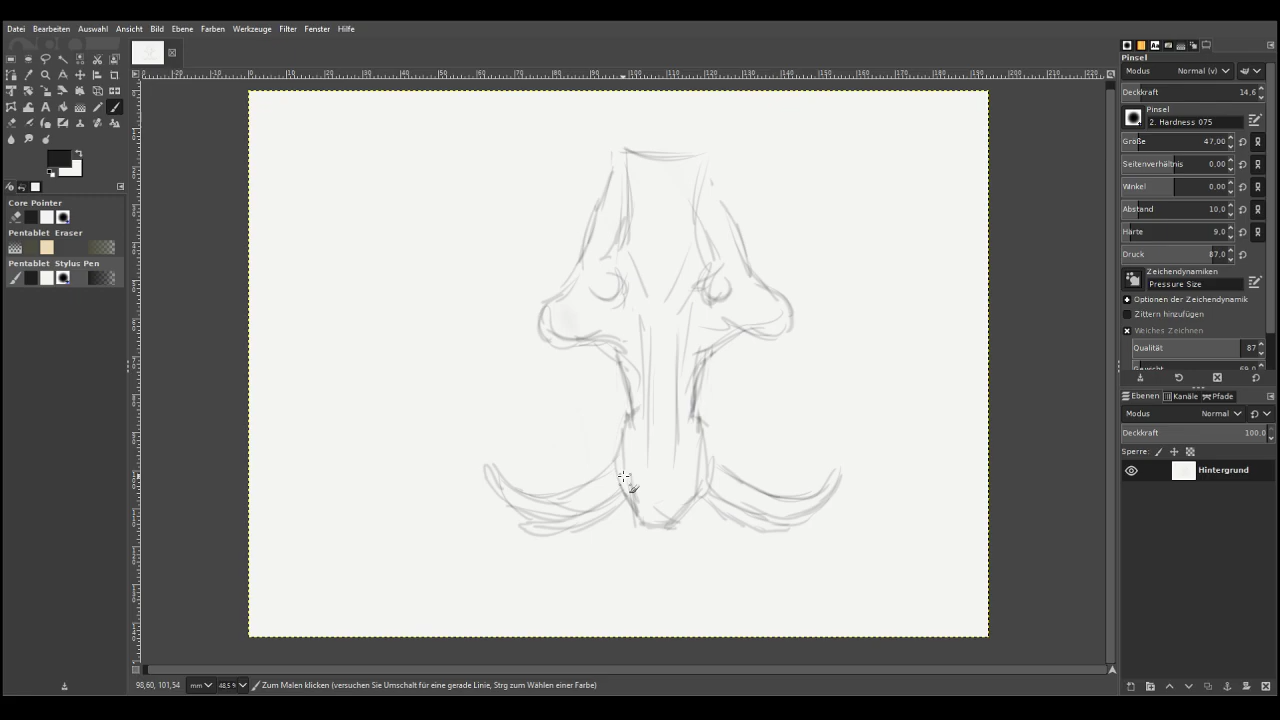 Datei Bearbeiten Auswahl Ansicht Bild Ebene Farben Werkzeuge Filter Fenster Hilfe
Pinsel
Modus Normal (v)
Deckkraft 14,6
Pinsel
2. Hardness 075
Größe 47,00
Seitenverhältnis 0,00
Winkel 0,00
Abstand 10,0
Härte 9,0
Druck 87,0
Zeichendynamiken
Pressure Size
Optionen der Zeichendynamik
Zittern hinzufügen
Weiches Zeichnen
Qualität 87
Core Pointer
Pentablet Eraser
Pentablet Stylus Pen
Ebenen Kanäle Pfade
Modus Normal
Deckkraft 100,0
Sperre:
Hintergrund
98,60, 101,54 mm 48,5 % Zum Malen klicken (versuchen Sie Umschalt für eine gerade Linie, Strg zum Wählen einer Farbe)